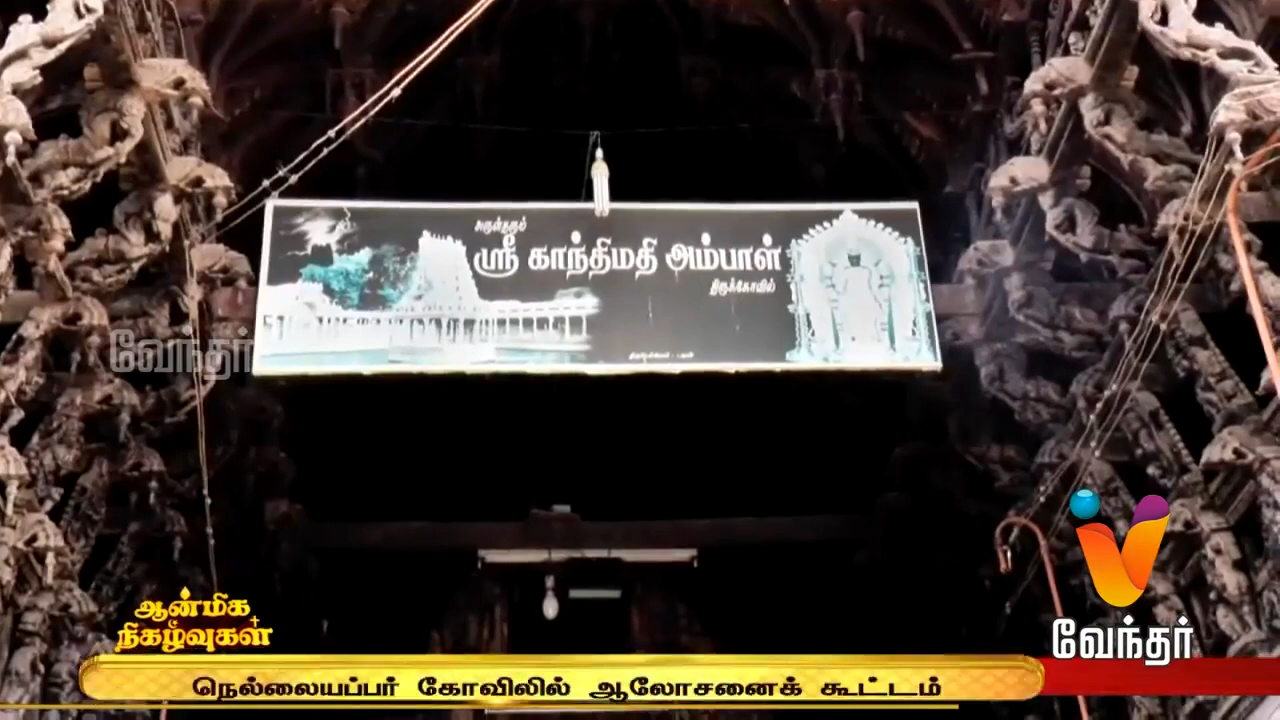 அருள்தரும்
ஸ்ரீ காந்திமதி அம்பாள்
திருக்கோயில்
வேந்தர்
ஆன்மிக
நிகழ்வுகள்
வேந்தர்
நெல்லையப்பர் கோவிலில் ஆலோசனைக் கூட்டம்